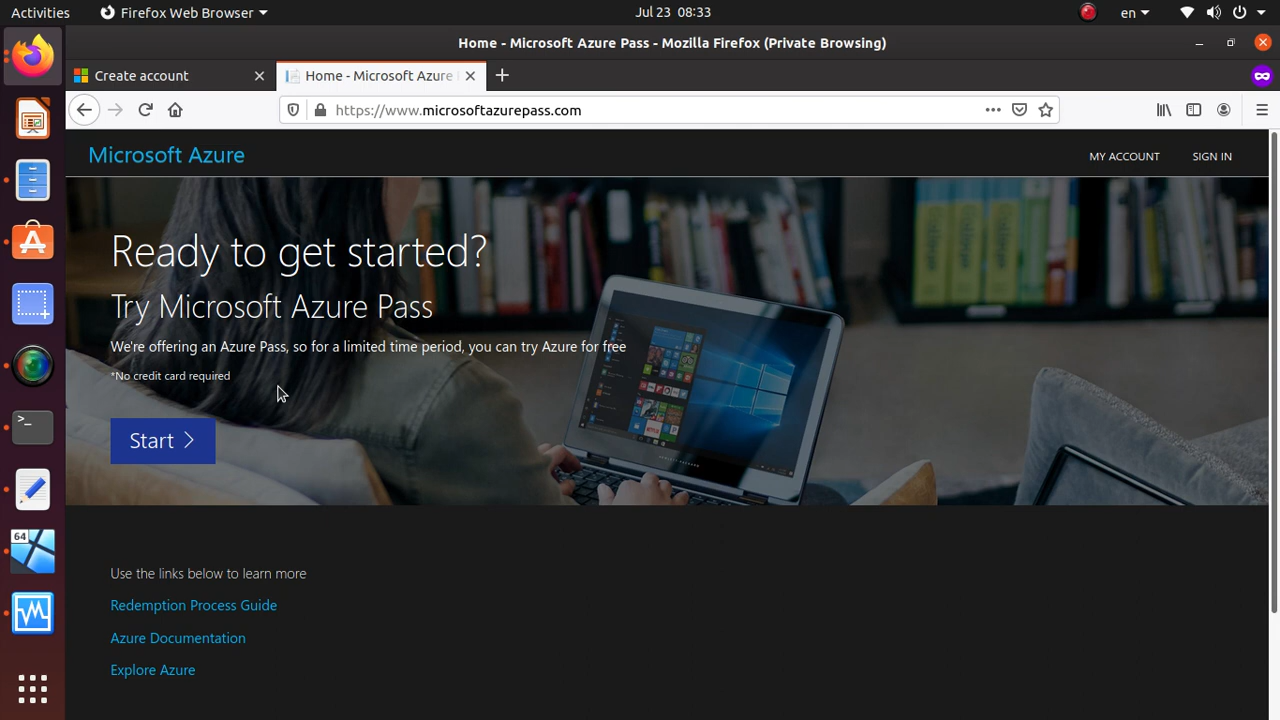 Activities
Firefox Web Browser
Jul 23 08:33
en
Home - Microsoft Azure Pass - Mozilla Firefox (Private Browsing)
Create account
Home - Microsoft Azure
https://www.microsoftazurepass.com
Microsoft Azure
MY ACCOUNT
SIGN IN
Ready to get started?
Try Microsoft Azure Pass
We're offering an Azure Pass, so for a limited time period, you can try Azure for free
*No credit card required
Start
64
Use the links below to learn more
Redemption Process Guide
Azure Documentation
Explore Azure